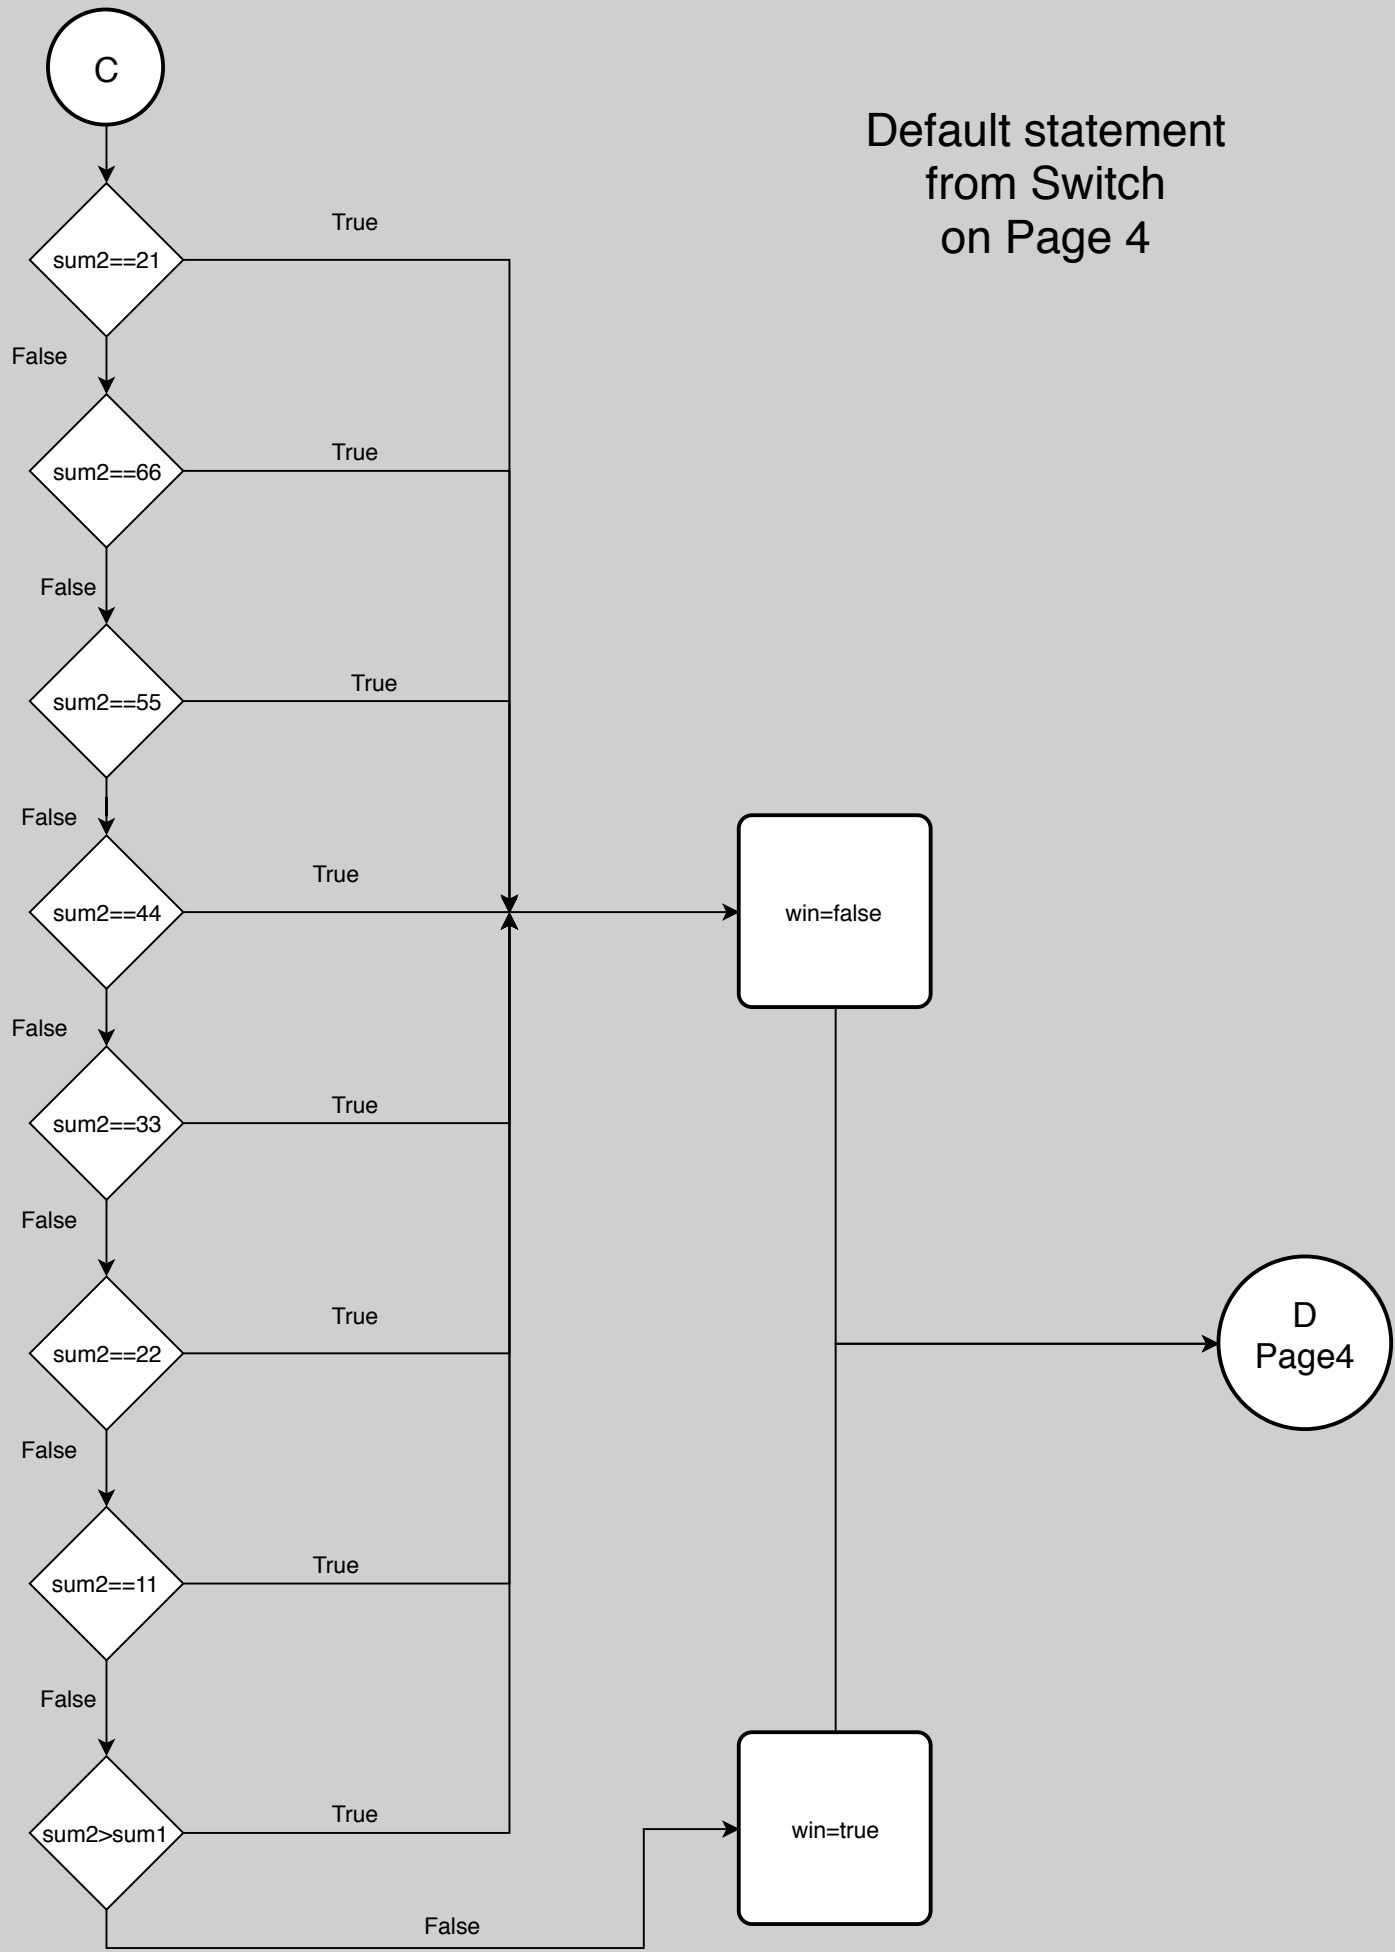 C
Default statement
from Switch
on Page 4
True
sum2==21
False
True
sum2==66
False
True
sum2==55
False
True
sum2==44
win=false
False
True
sum2==33
False
True
sum2==22
D
Page4
False
True
sum2==11
False
True
sum2>sum1
win=true
False